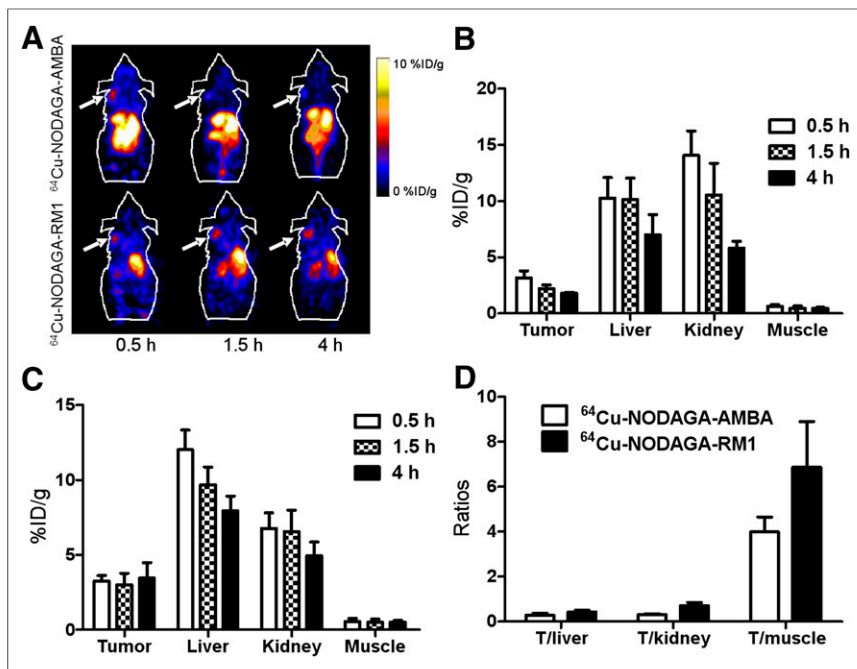 A
⁶⁴Cu-NODAGA-AMBA
⁶⁴Cu-NODAGA-RM1
10 %ID/g
0 %ID/g
0.5 h 1.5 h 4 h
B
%ID/g
20
15
10
5
0
0.5 h
1.5 h
4 h
Tumor Liver Kidney Muscle
C
%ID/g
15
10
5
0
0.5 h
1.5 h
4 h
Tumor Liver Kidney Muscle
D
Ratios
10
8
6
4
2
0
⁶⁴Cu-NODAGA-AMBA
⁶⁴Cu-NODAGA-RM1
T/liver T/kidney T/muscle